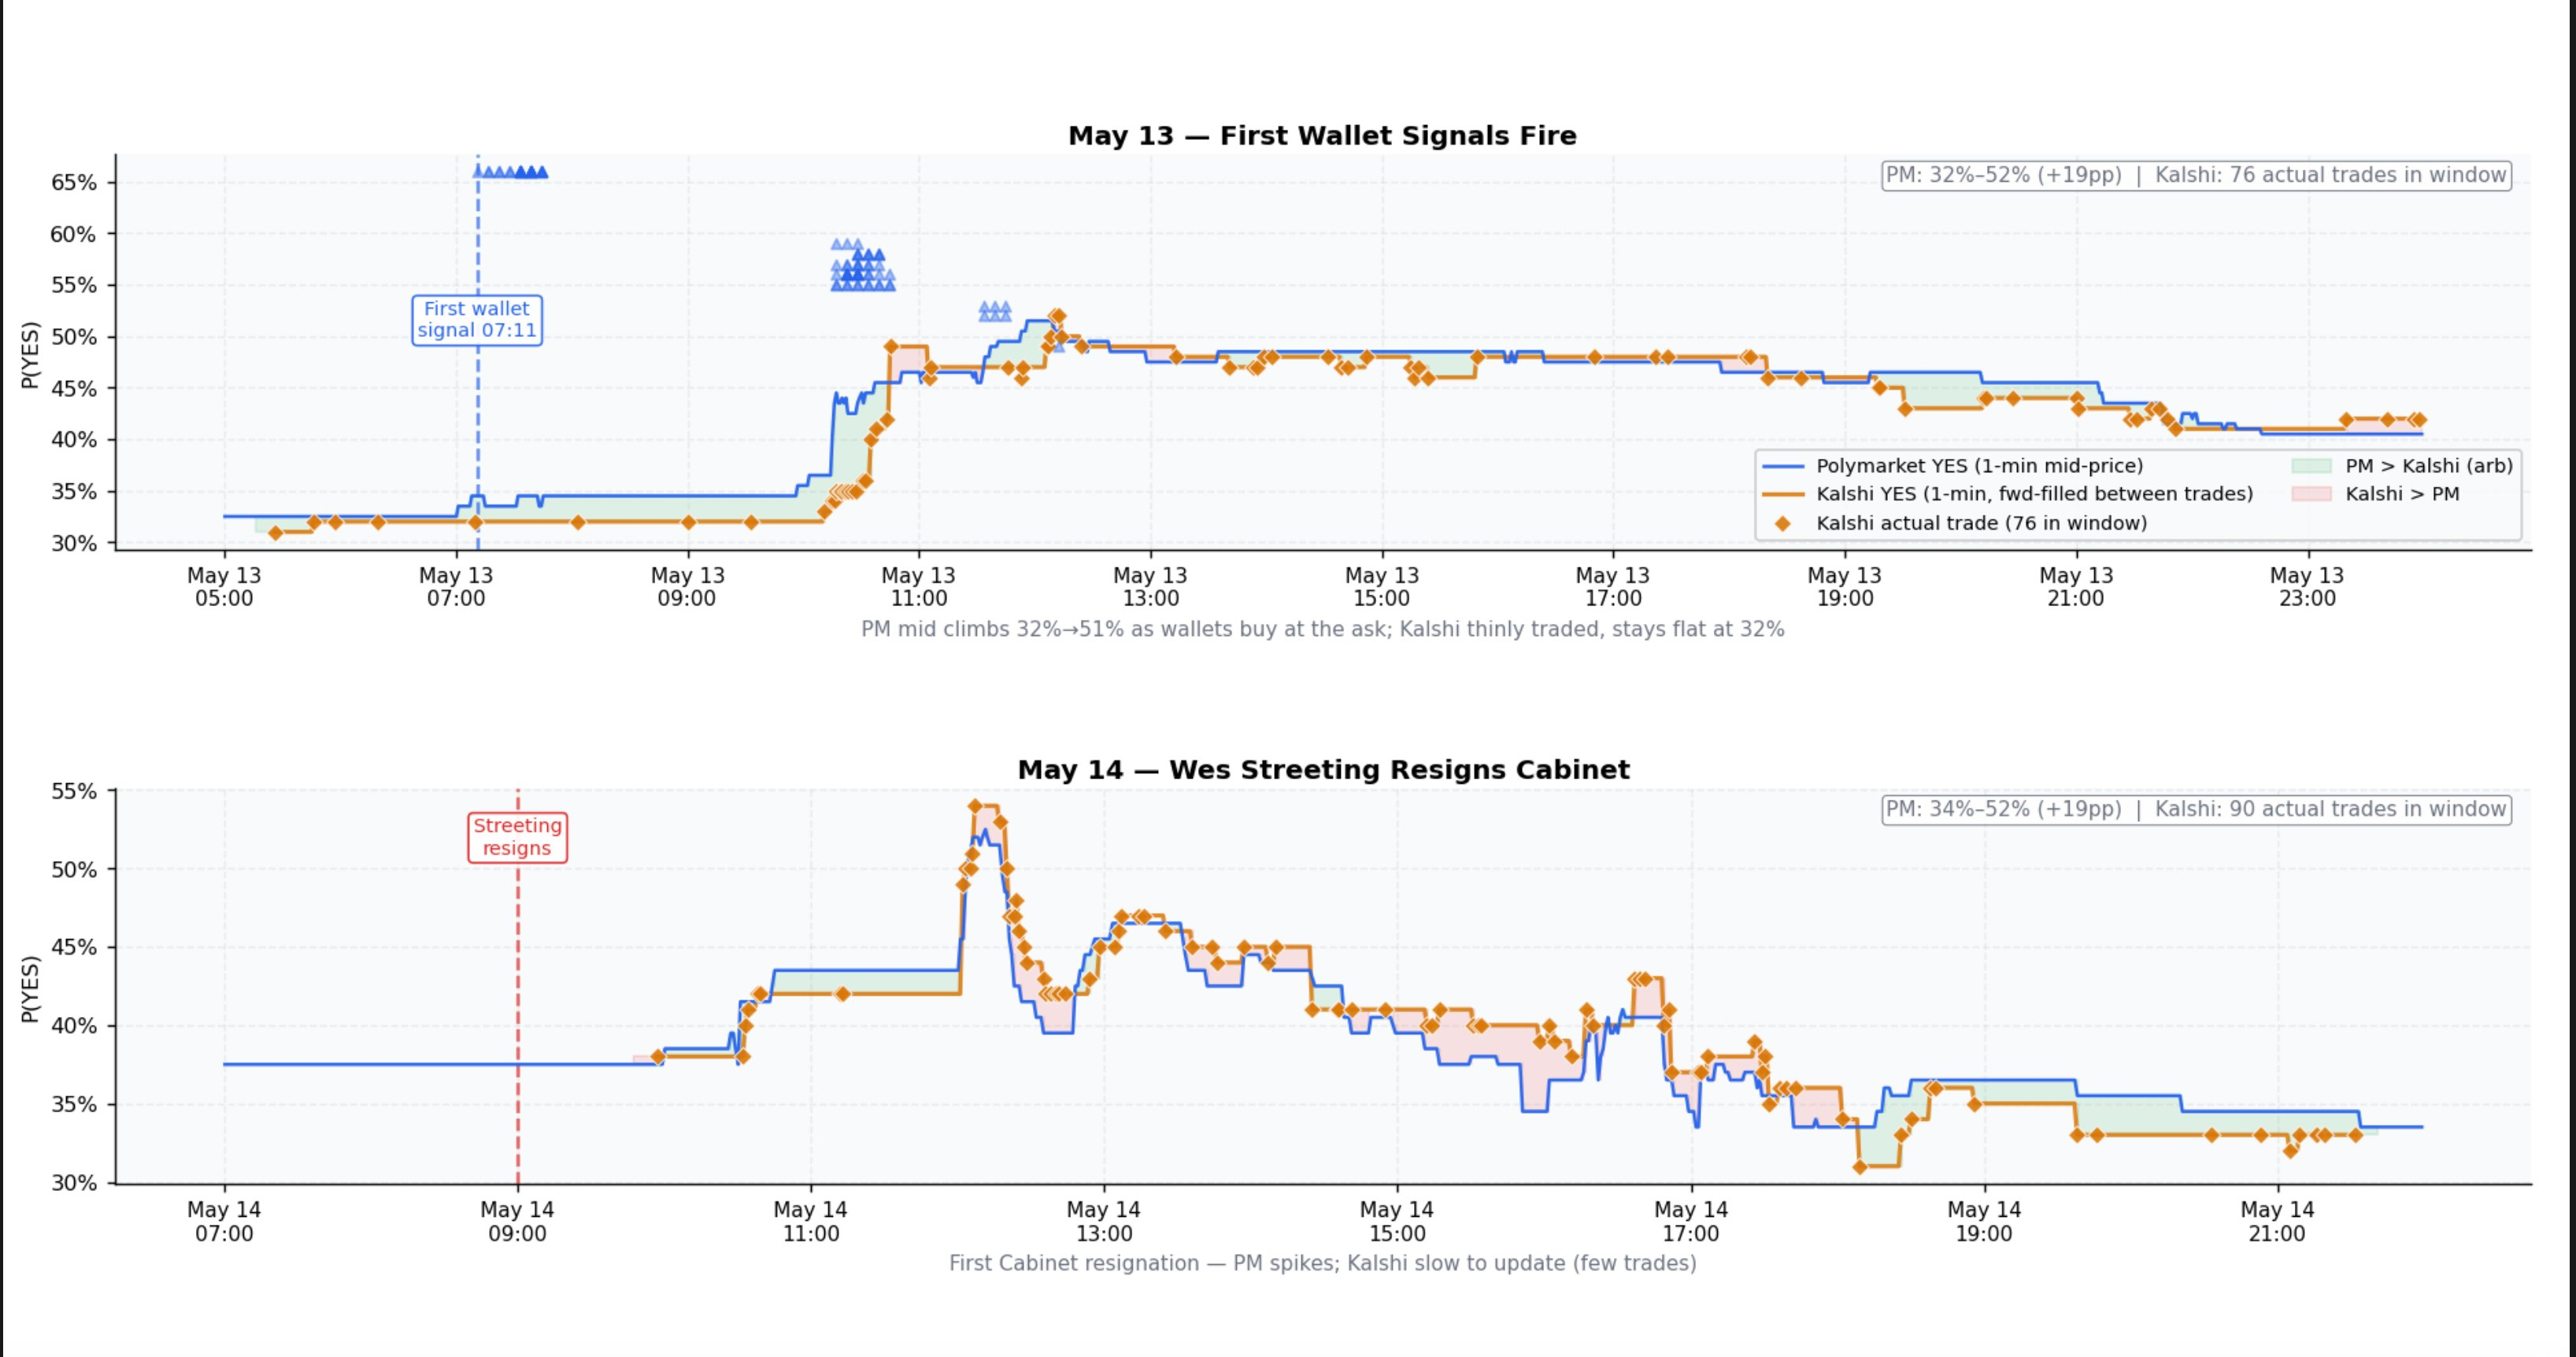 May 13 — First Wallet Signals Fire
PM: 32%–52% (+19pp) | Kalshi: 76 actual trades in window
P(YES)
65%
60%
55%
50%
45%
40%
35%
30%
First wallet
signal 07:11
Polymarket YES (1-min mid-price)
Kalshi YES (1-min, fwd-filled between trades)
Kalshi actual trade (76 in window)
PM > Kalshi (arb)
Kalshi > PM
May 13
05:00
May 13
07:00
May 13
09:00
May 13
11:00
May 13
13:00
May 13
15:00
May 13
17:00
May 13
19:00
May 13
21:00
May 13
23:00
PM mid climbs 32%→51% as wallets buy at the ask; Kalshi thinly traded, stays flat at 32%
May 14 — Wes Streeting Resigns Cabinet
PM: 34%–52% (+19pp) | Kalshi: 90 actual trades in window
P(YES)
55%
50%
45%
40%
35%
30%
Streeting
resigns
May 14
07:00
May 14
09:00
May 14
11:00
May 14
13:00
May 14
15:00
May 14
17:00
May 14
19:00
May 14
21:00
First Cabinet resignation — PM spikes; Kalshi slow to update (few trades)